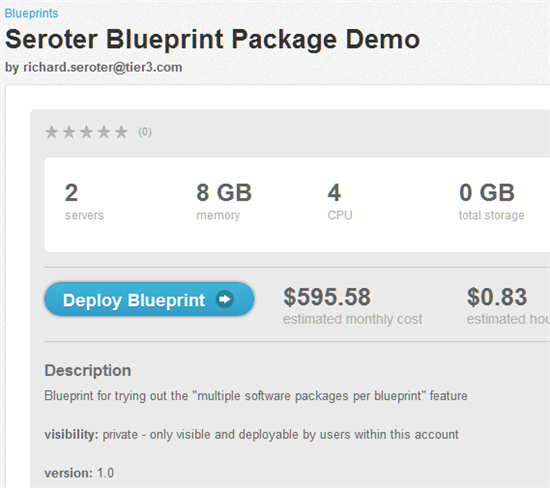 Blueprints
Seroter Blueprint Package Demo
by richard.seroter@tier3.com
(0)
2 8 GB 4 0 GB
servers memory CPU total storage
Deploy Blueprint $595.58 $0.83
estimated monthly cost estimated hou
Description
Blueprint for trying out the "multiple software packages per blueprint" feature
visibility: private - only visible and deployable by users within this account
version: 1.0